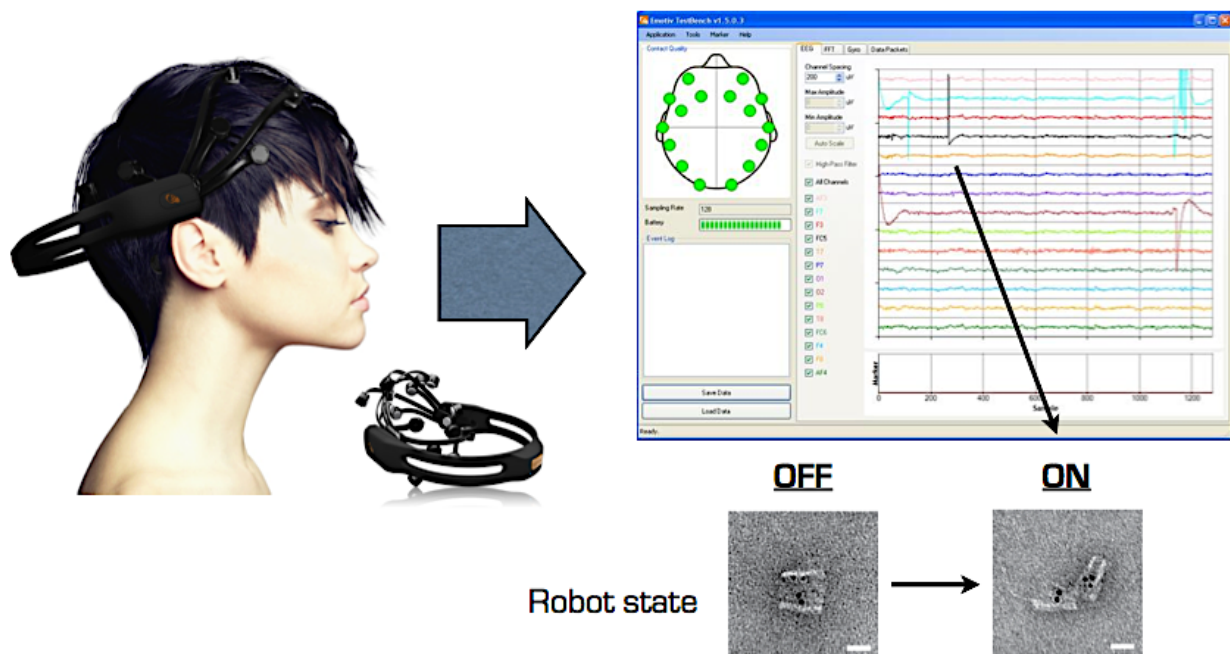 Emotiv TestBench v1.5.0.3
Application Tools Marker Help
Contact Quality
EEG FFT Gyro Data Packets
Channel Spacing
200 uV
Max Amplitude
uV
Min Amplitude
uV
Auto Scale
High Pass Filter
All Channels
AF3
F7
F3
FC5
T7
P7
O1
O2
P8
T8
FC6
F4
F8
AF4
Sampling Rate 128
Battery
Event Log
Save Data
Load Data
Ready.
Marker
0 200 400 600 800 1000 1200
Sample
OFF ON
Robot state